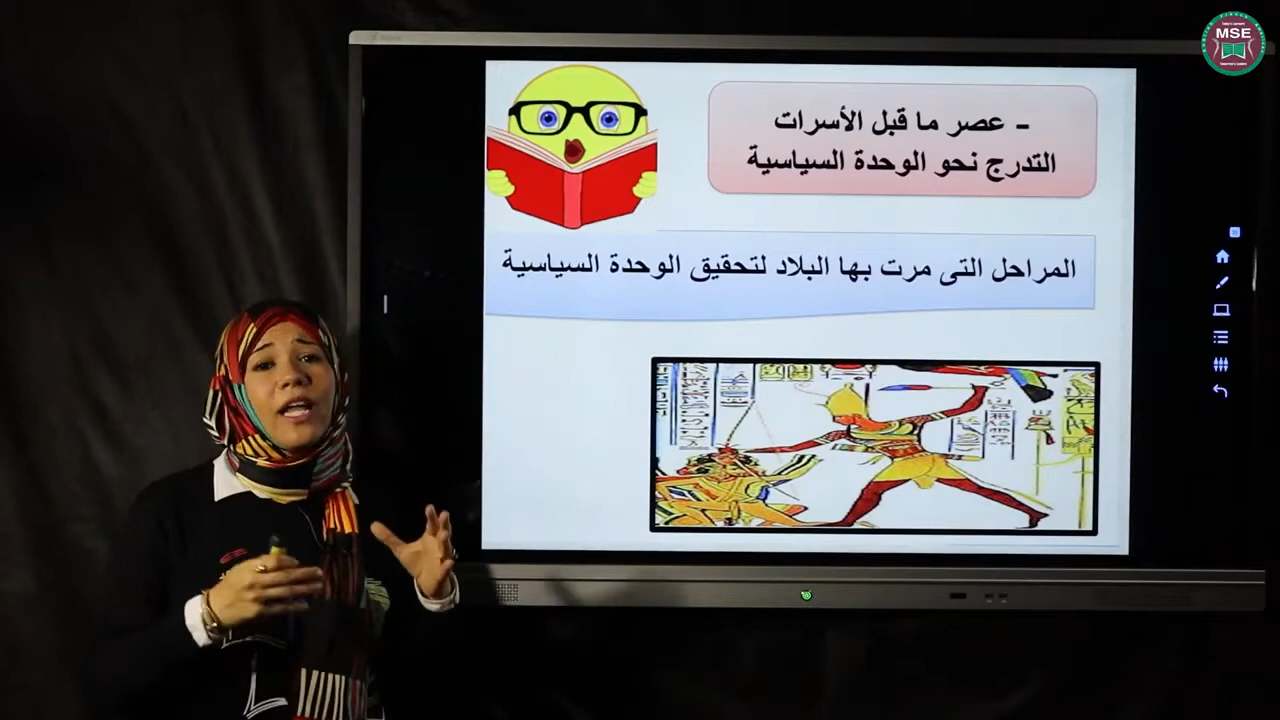 – عصر ما قبل الأسرات
التدرج نحو الوحدة السياسية
المراحل التى مرت بها البلاد لتحقيق الوحدة السياسية
MSE